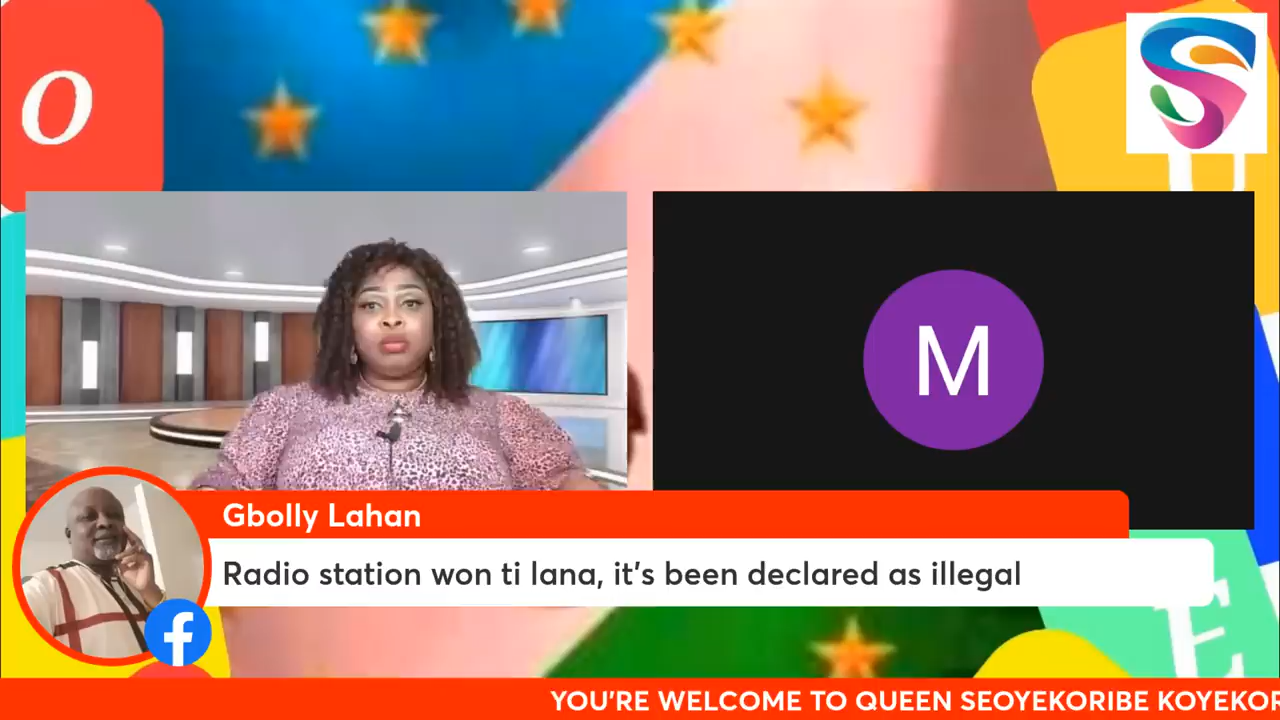 O
U
M
Gbolly Lahan
Radio station won ti lana, it's been declared as illegal
E
YOU'RE WELCOME TO QUEEN SEOYEKORIBE KOYEKOR